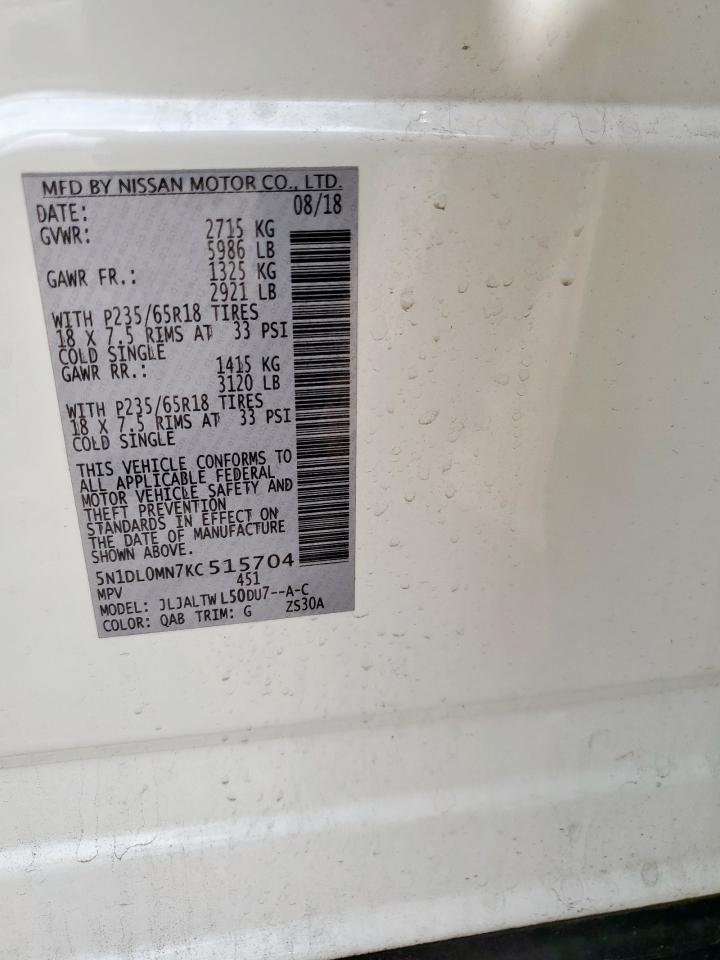 MFD BY NISSAN MOTOR CO., LTD.
DATE: 08/18
GVWR: 2715 KG
5986 LB
GAWR FR.: 1325 KG
2921 LB
WITH P235/65R18 TIRES
18 X 7.5 RIMS AT 33 PSI
COLD SINGLE
GAWR RR.: 1415 KG
3120 LB
WITH P235/65R18 TIRES
18 X 7.5 RIMS AT 33 PSI
COLD SINGLE
THIS VEHICLE CONFORMS TO
ALL APPLICABLE FEDERAL
MOTOR VEHICLE SAFETY AND
THEFT PREVENTION
STANDARDS IN EFFECT ON
THE DATE OF MANUFACTURE
SHOWN ABOVE.
5N1DL0MN7KC515704
MPV 451
MODEL: JLJALTWL50DU7--A-C
COLOR: QAB TRIM: G ZS30A